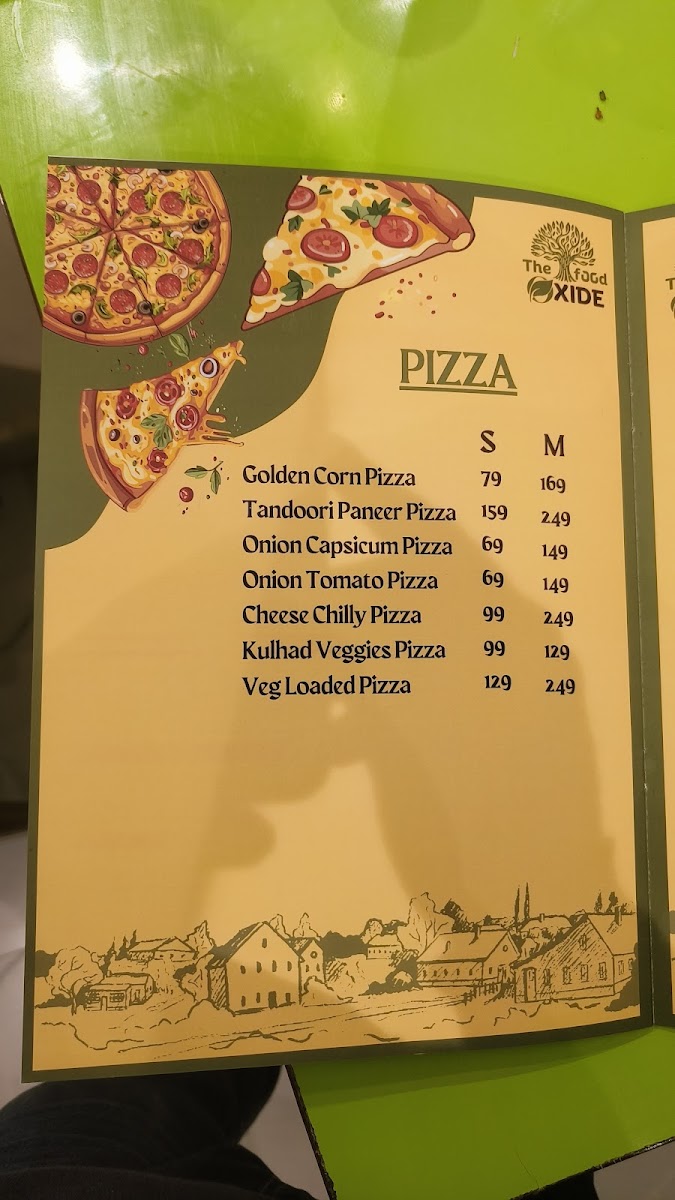 The food
OXIDE
PIZZA
S M
Golden Corn Pizza 79 169
Tandoori Paneer Pizza 159 249
Onion Capsicum Pizza 69 149
Onion Tomato Pizza 69 149
Cheese Chilly Pizza 99 249
Kulhad Veggies Pizza 99 129
Veg Loaded Pizza 129 249